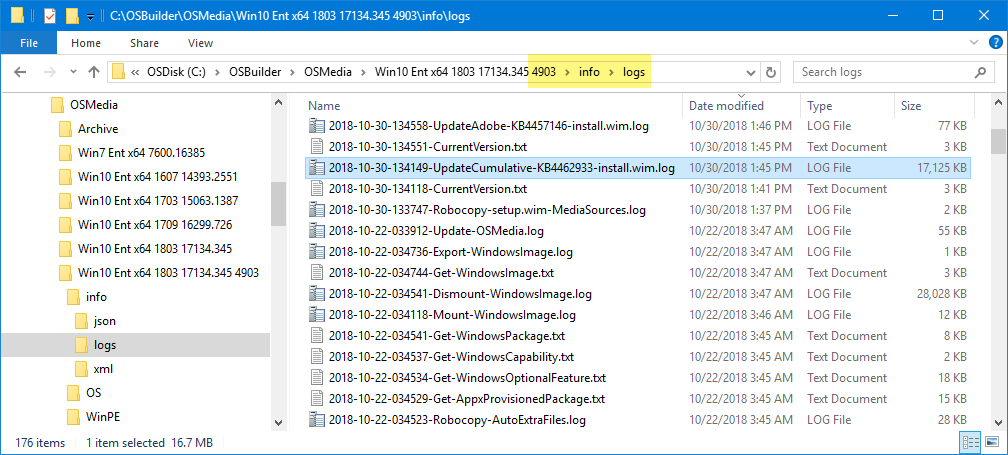 C:\OSBuilder\OSMedia\Win10 Ent x64 1803 17134.345 4903\info\logs
File Home Share View
« OSDisk (C:) › OSBuilder › OSMedia › Win10 Ent x64 1803 17134.345 4903 › info › logs Search logs
OSMedia
Archive
Win7 Ent x64 7600.16385
Win10 Ent x64 1607 14393.2551
Win10 Ent x64 1703 15063.1387
Win10 Ent x64 1709 16299.726
Win10 Ent x64 1803 17134.345
Win10 Ent x64 1803 17134.345 4903
info
json
logs
xml
OS
WinPE
Name Date modified Type Size
2018-10-30-134558-UpdateAdobe-KB4457146-install.wim.log 10/30/2018 1:46 PM LOG File 77 KB
2018-10-30-134551-CurrentVersion.txt 10/30/2018 1:45 PM Text Document 3 KB
2018-10-30-134149-UpdateCumulative-KB4462933-install.wim.log 10/30/2018 1:45 PM LOG File 17,125 KB
2018-10-30-134118-CurrentVersion.txt 10/30/2018 1:41 PM Text Document 3 KB
2018-10-30-133747-Robocopy-setup.wim-MediaSources.log 10/30/2018 1:37 PM LOG File 2 KB
2018-10-22-033912-Update-OSMedia.log 10/22/2018 3:47 AM LOG File 55 KB
2018-10-22-034736-Export-WindowsImage.log 10/22/2018 3:47 AM LOG File 1 KB
2018-10-22-034744-Get-WindowsImage.txt 10/22/2018 3:47 AM Text Document 3 KB
2018-10-22-034541-Dismount-WindowsImage.log 10/22/2018 3:47 AM LOG File 28,028 KB
2018-10-22-034118-Mount-WindowsImage.log 10/22/2018 3:46 AM LOG File 12 KB
2018-10-22-034541-Get-WindowsPackage.txt 10/22/2018 3:45 AM Text Document 8 KB
2018-10-22-034537-Get-WindowsCapability.txt 10/22/2018 3:45 AM Text Document 2 KB
2018-10-22-034534-Get-WindowsOptionalFeature.txt 10/22/2018 3:45 AM Text Document 18 KB
2018-10-22-034529-Get-AppxProvisionedPackage.txt 10/22/2018 3:45 AM Text Document 15 KB
2018-10-22-034523-Robocopy-AutoExtraFiles.log 10/22/2018 3:45 AM LOG File 28 KB
176 items 1 item selected 16.7 MB